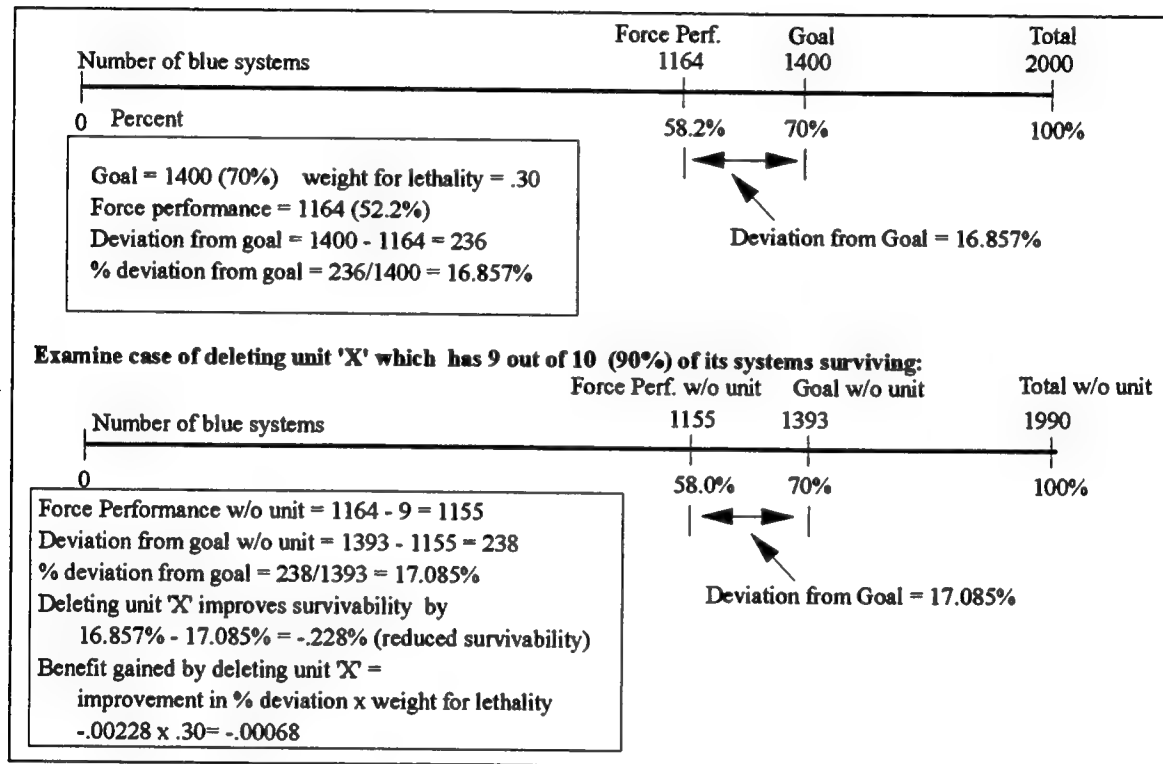 Force Perf. Goal Total
Number of blue systems 1164 1400 2000
0 Percent 58.2% 70% 100%
Goal = 1400 (70%) weight for lethality = .30
Force performance = 1164 (52.2%)
Deviation from goal = 1400 - 1164 = 236
% deviation from goal = 236/1400 = 16.857%
Deviation from Goal = 16.857%
Examine case of deleting unit 'X' which has 9 out of 10 (90%) of its systems surviving:
Force Perf. w/o unit Goal w/o unit Total w/o unit
Number of blue systems 1155 1393 1990
0 58.0% 70% 100%
Force Performance w/o unit = 1164 - 9 = 1155
Deviation from goal w/o unit = 1393 - 1155 = 238
% deviation from goal = 238/1393 = 17.085%
Deleting unit 'X' improves survivability by
16.857% - 17.085% = -.228% (reduced survivability)
Benefit gained by deleting unit 'X' =
improvement in % deviation x weight for lethality
-.00228 x .30= -.00068
Deviation from Goal = 17.085%